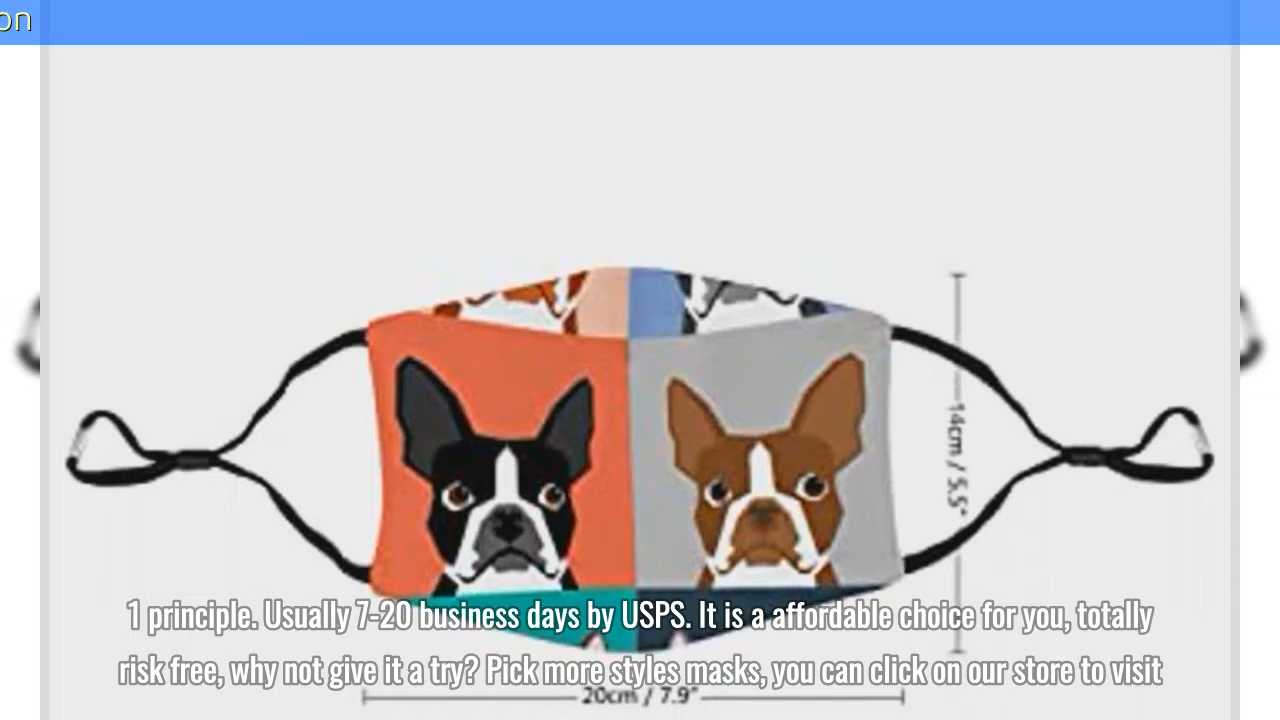 on
14cm / 5.5"
1 principle. Usually 7-20 business days by USPS. It is a affordable choice for you, totally
risk free, why not give it a try? Pick more styles masks, you can click on our store to visit
20cm / 7.9"